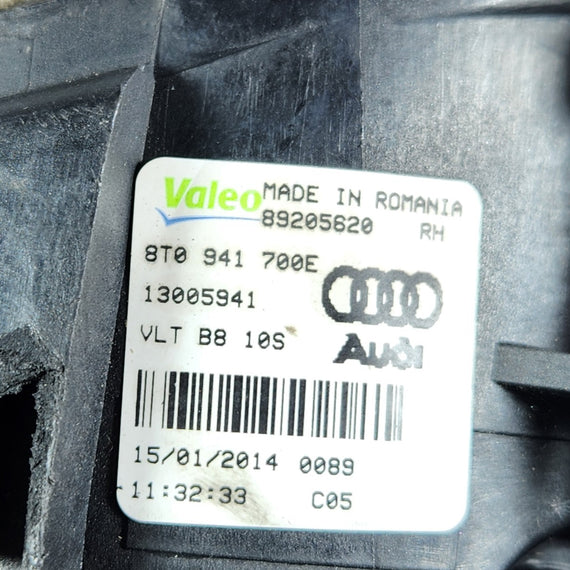 Valeo MADE IN ROMANIA
89205620 RH
8T0 941 700E
13005941
VLT B8 10S
Audi
15/01/2014 0089
11:32:33 C05